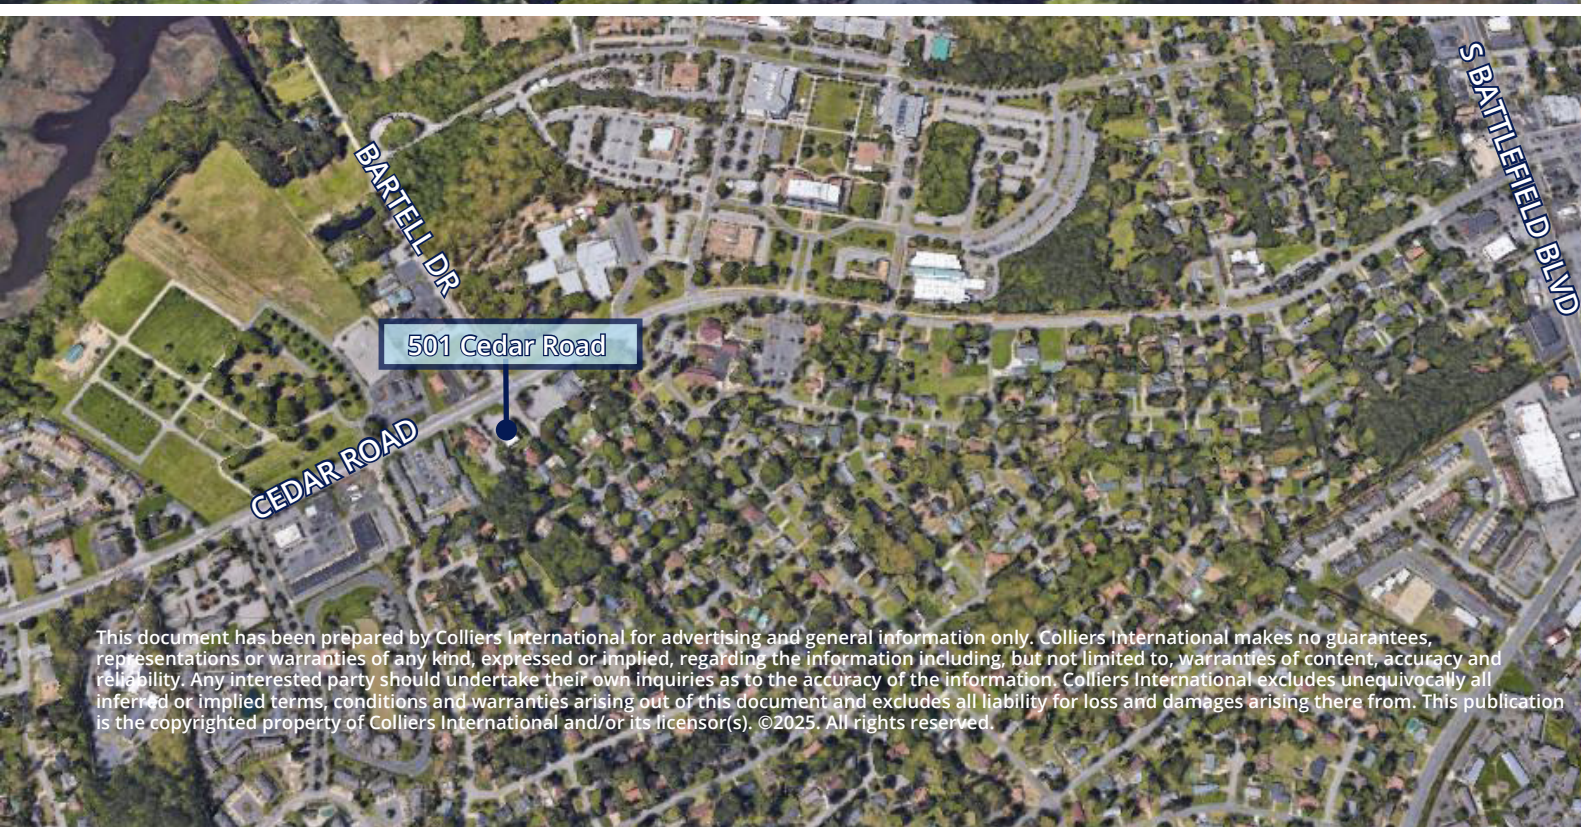 S BATTLEFIELD BLVD
BARTELL DR
501 Cedar Road
CEDAR ROAD
This document has been prepared by Colliers International for advertising and general information only. Colliers International makes no guarantees,
representations or warranties of any kind, expressed or implied, regarding the information including, but not limited to, warranties of content, accuracy and
reliability. Any interested party should undertake their own inquiries as to the accuracy of the information. Colliers International excludes unequivocally all
inferred or implied terms, conditions and warranties arising out of this document and excludes all liability for loss and damages arising there from. This publication
is the copyrighted property of Colliers International and/or its licensor(s). ©2025. All rights reserved.